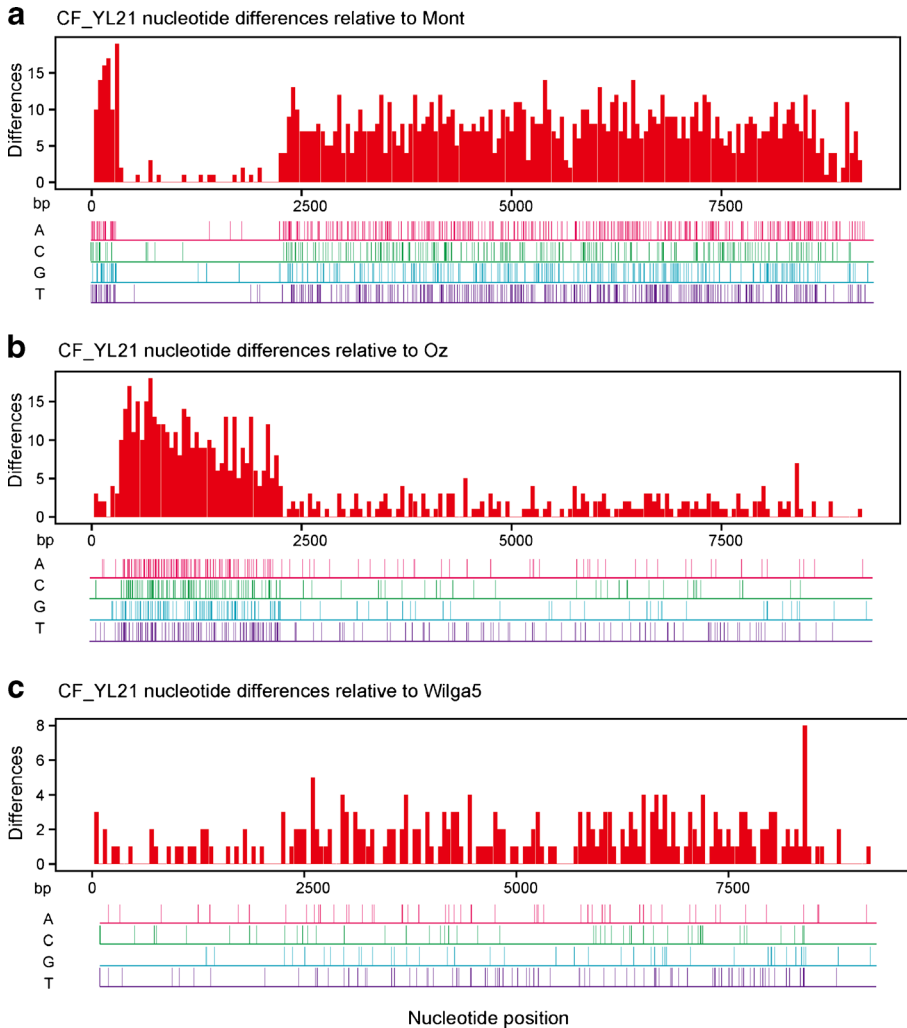 a CF_YL21 nucleotide differences relative to Mont
Differences
15
10
5
0
bp 0 2500 5000 7500
A
C
G
T
b CF_YL21 nucleotide differences relative to Oz
Differences
15
10
5
0
bp 0 2500 5000 7500
A
C
G
T
c CF_YL21 nucleotide differences relative to Wilga5
Differences
8
6
4
2
0
bp 0 2500 5000 7500
A
C
G
T
Nucleotide position